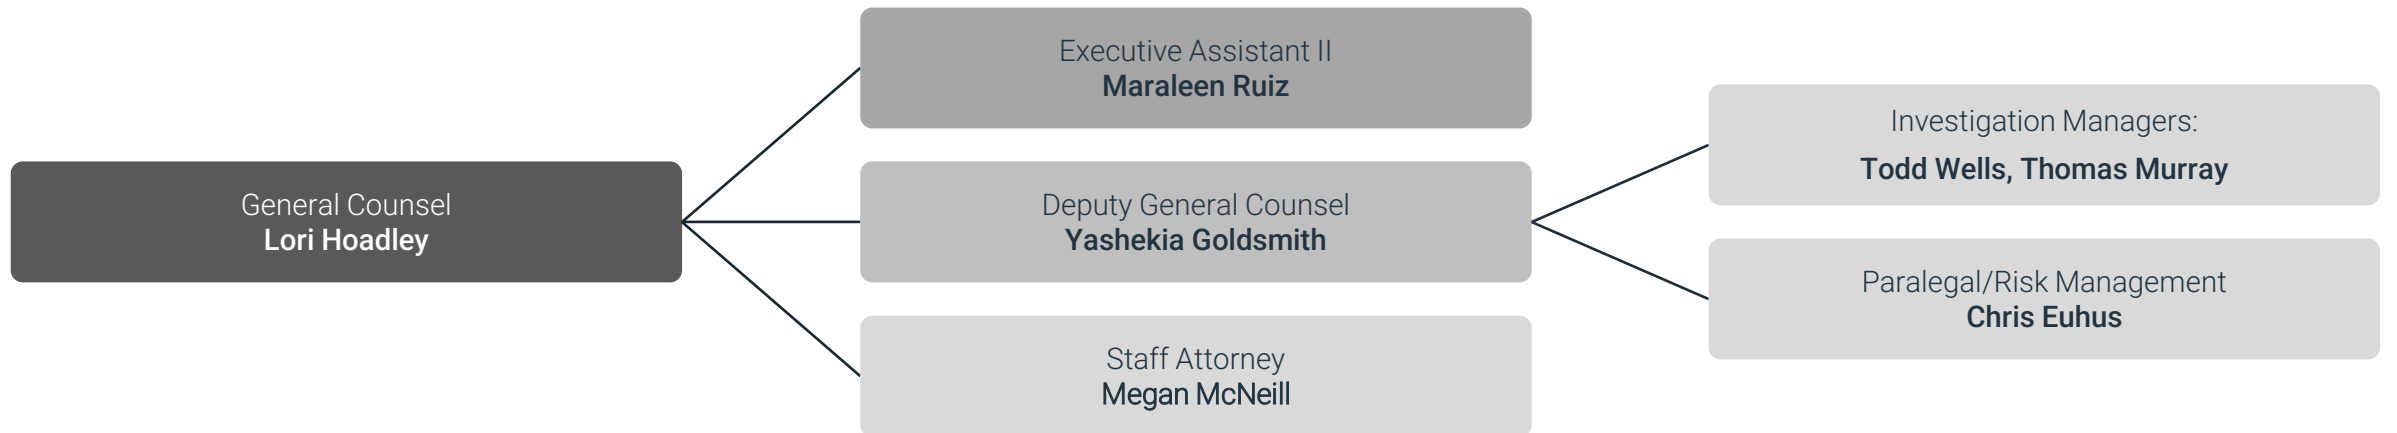 General Counsel
Lori Hoadley
Executive Assistant II
Maraleen Ruiz
Deputy General Counsel
Yashekia Goldsmith
Staff Attorney
Megan McNeill
Investigation Managers:
Todd Wells, Thomas Murray
Paralegal/Risk Management
Chris Euhus